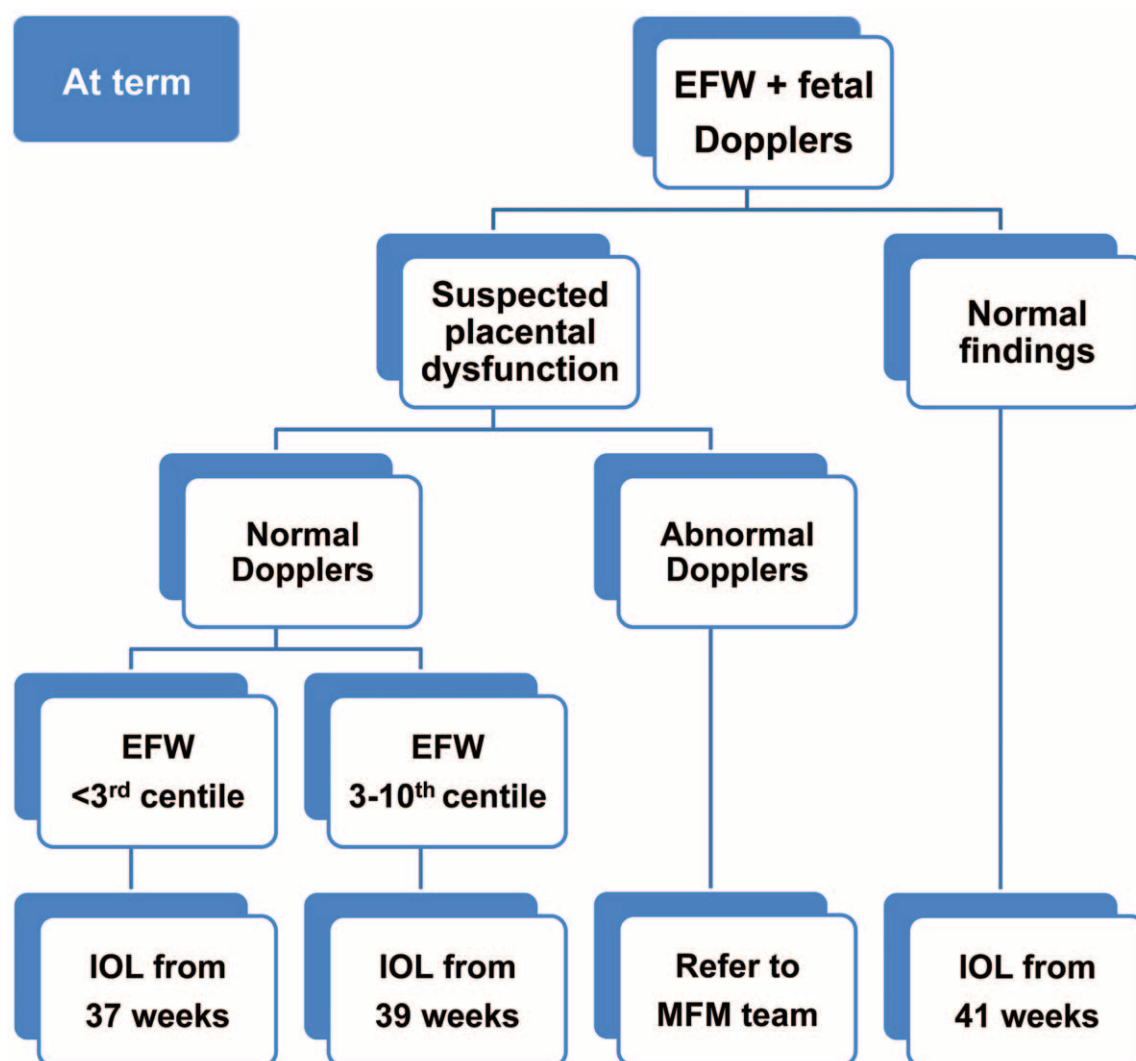 At term
EFW + fetal
Dopplers
Suspected
placental
dysfunction
Normal
findings
Normal
Dopplers
Abnormal
Dopplers
EFW
<3rd centile
EFW
3-10th centile
IOL from
37 weeks
IOL from
39 weeks
Refer to
MFM team
IOL from
41 weeks